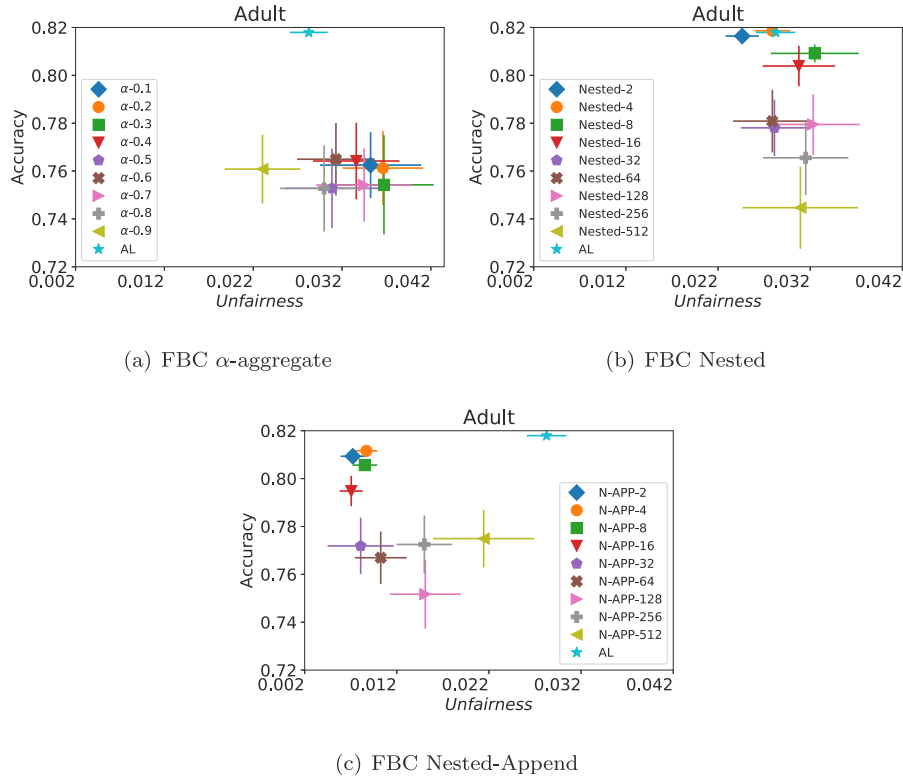 Adult
0.82
0.80
0.78
0.76
0.74
0.72
Accuracy
α-0.1
α-0.2
α-0.3
α-0.4
α-0.5
α-0.6
α-0.7
α-0.8
α-0.9
AL
0.002 0.012 0.022 0.032 0.042
Unfairness
(a) FBC α-aggregate
Adult
0.82
0.80
0.78
0.76
0.74
0.72
Accuracy
Nested-2
Nested-4
Nested-8
Nested-16
Nested-32
Nested-64
Nested-128
Nested-256
Nested-512
AL
0.002 0.012 0.022 0.032 0.042
Unfairness
(b) FBC Nested
Adult
0.82
0.80
0.78
0.76
0.74
0.72
Accuracy
N-APP-2
N-APP-4
N-APP-8
N-APP-16
N-APP-32
N-APP-64
N-APP-128
N-APP-256
N-APP-512
AL
0.002 0.012 0.022 0.032 0.042
Unfairness
(c) FBC Nested-Append